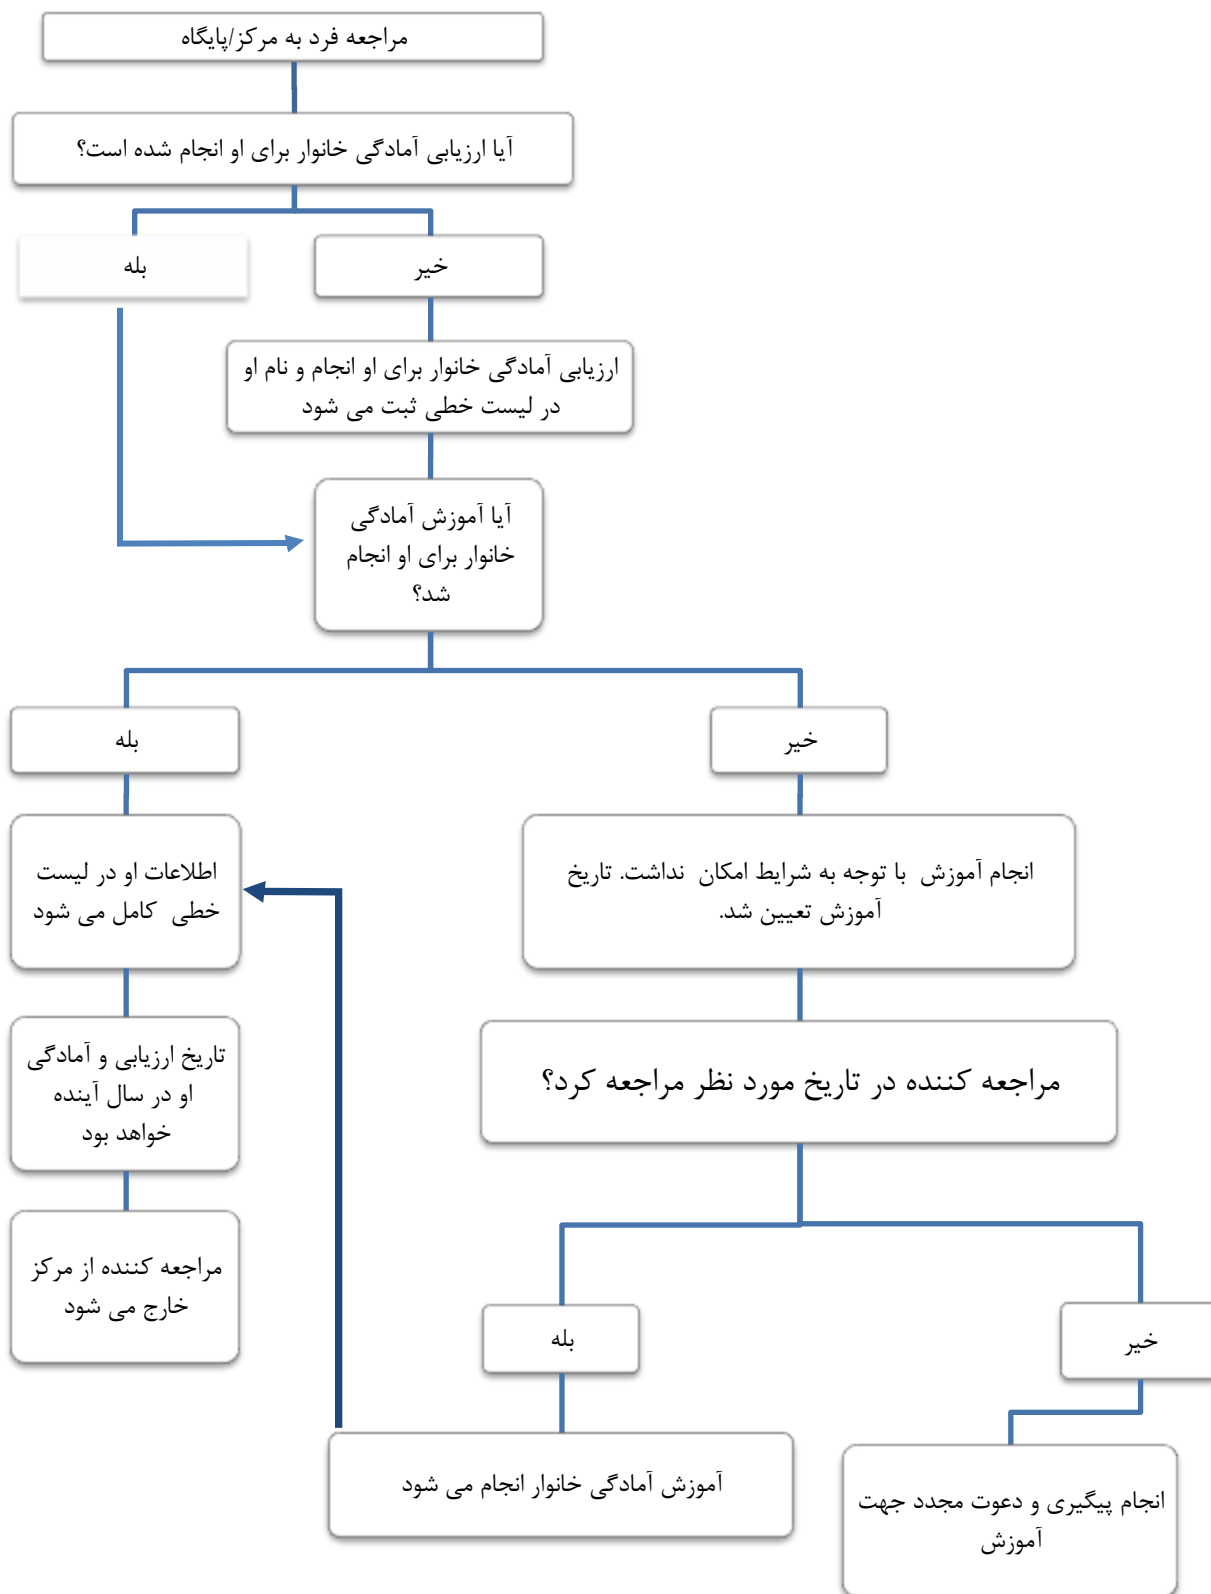 مراجعه فرد به مرکز/پایگاه
آیا ارزیابی آمادگی خانوار برای او انجام شده است؟
خیر
بله
ارزیابی آمادگی خانوار برای او انجام و نام او
در لیست خطی ثبت می شود
آیا آموزش آمادگی
خانوار برای او انجام
شد؟
خیر
بله
انجام آموزش با توجه به شرایط امکان نداشت. تاریخ
آموزش تعیین شد.
اطلاعات او در لیست
خطی کامل می شود
مراجعه کننده در تاریخ مورد نظر مراجعه کرد؟
تاریخ ارزیابی و آمادگی
او در سال آینده
خواهد بود
مراجعه کننده از مرکز
خارج می شود
خیر
بله
انجام پیگیری و دعوت مجدد جهت
آموزش
آموزش آمادگی خانوار انجام می شود